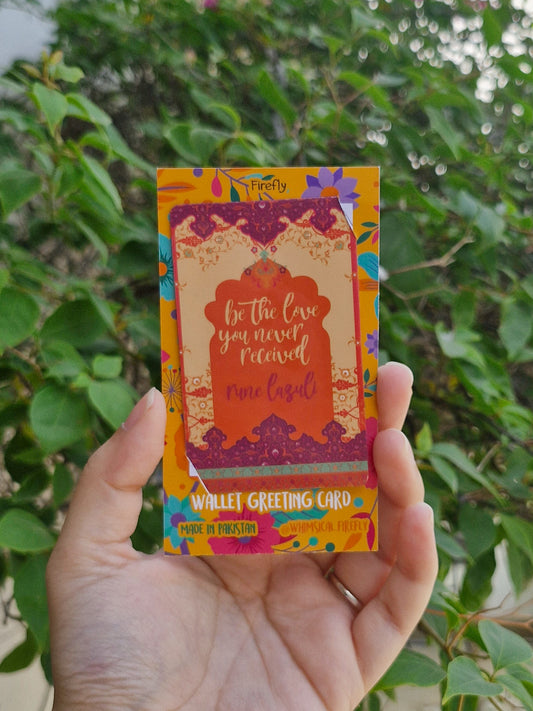 Firefly
be the love
you never
received
rune lazuli
WALLET GREETING CARD
MADE IN PAKISTAN @WHIMSICAL.FIREFLY